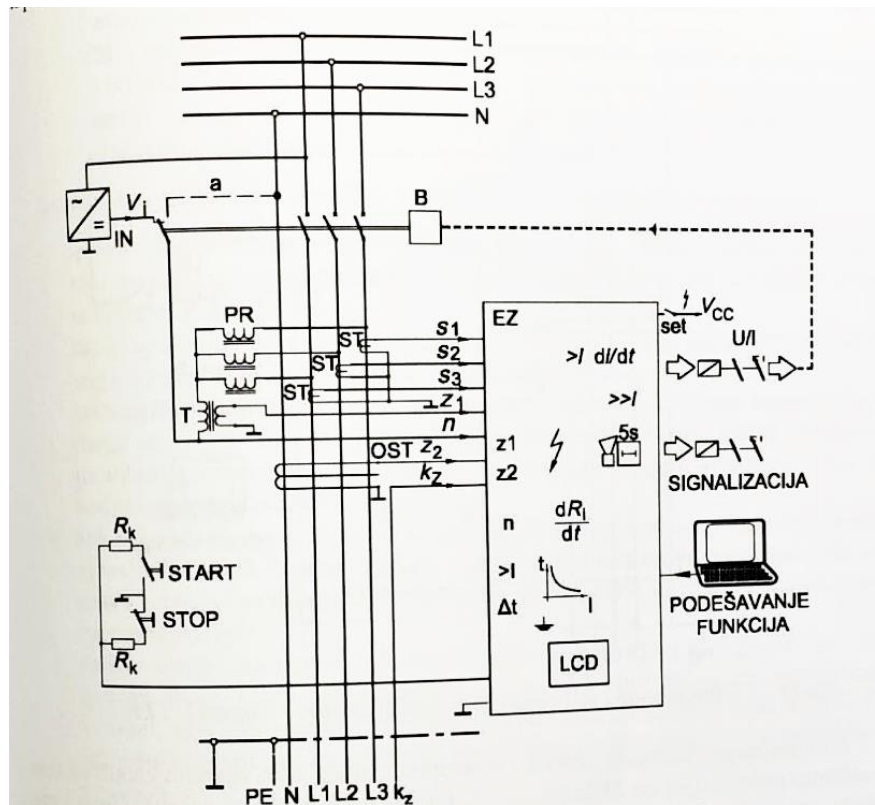 L1
L2
L3
N
a
B
~
=
Vi
IN
PR
EZ
set
VCC
ST
s1
>I di/dt
U/I
ST
s2
ST
s3
>>I
T
z1
n
z1
5s
OST
z2
z2
SIGNALIZACIJA
kz
n
dRi
dt
Rk
START
>I
t
I
Δt
PODEŠAVANJE
FUNKCIJA
STOP
Rk
LCD
PE N L1 L2 L3 kz